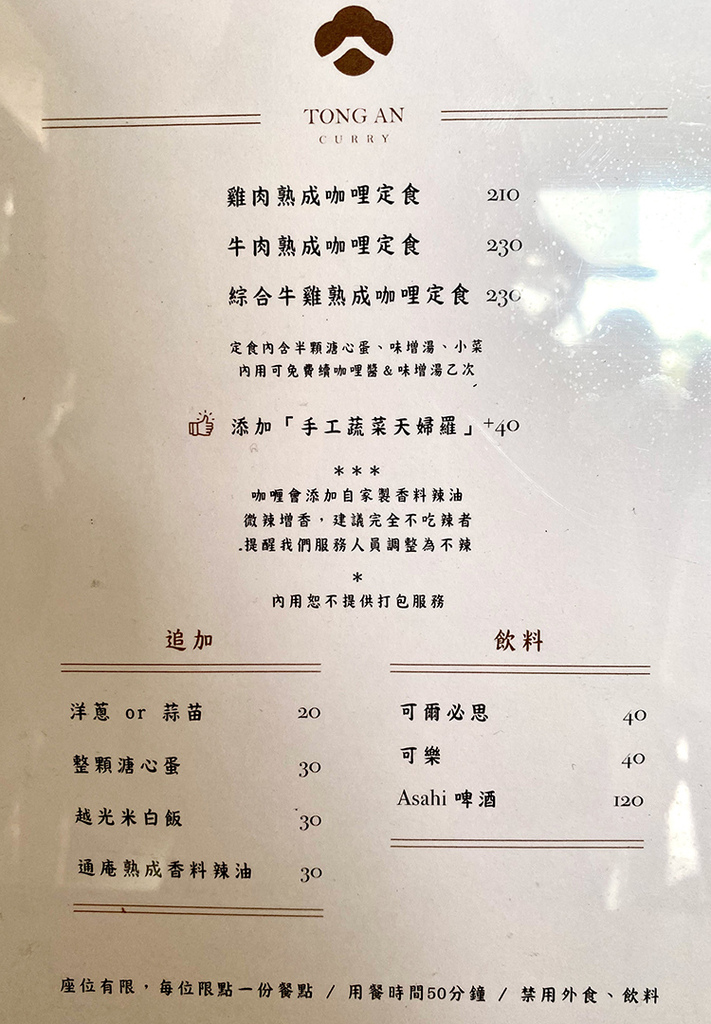 TONG AN
CURRY
雞肉熟成咖哩定食 210
牛肉熟成咖哩定食 230
綜合牛雞熟成咖哩定食 230
定食內含半顆溏心蛋、味增湯、小菜
內用可免費續咖哩醬&味增湯乙次
添加「手工蔬菜天婦羅」+40
***
咖喱會添加自家製香料辣油
微辣增香,建議完全不吃辣者
提醒我們服務人員調整為不辣
*
內用恕不提供打包服務
追加
洋蔥 or 蒜苗 20
整顆溏心蛋 30
越光米白飯 30
通庵熟成香料辣油 30
飲料
可爾必思 40
可樂 40
Asahi 啤酒 120
座位有限,每位限點一份餐點 / 用餐時間50分鐘 / 禁用外食、飲料